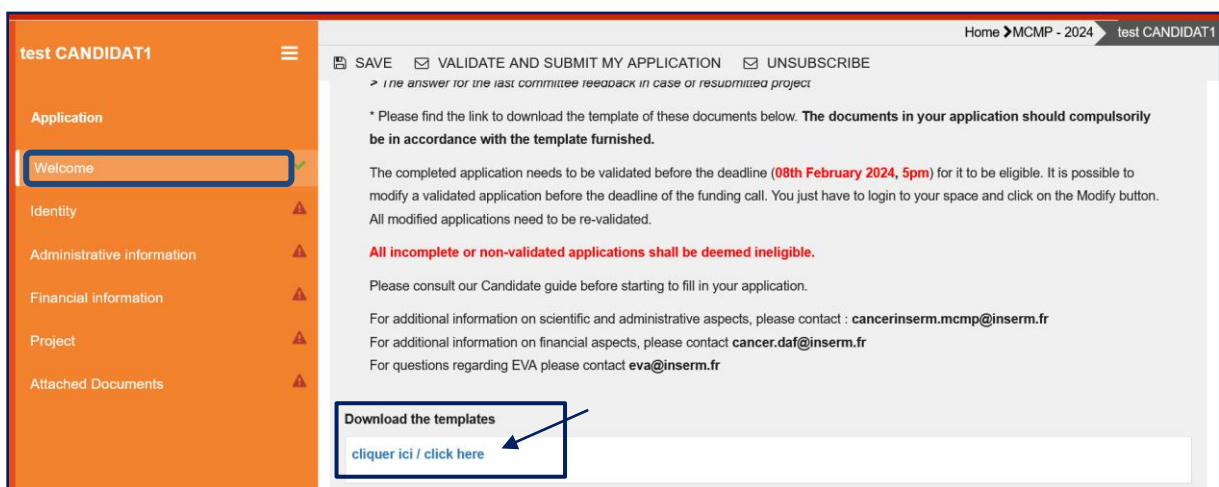 Home MCMP - 2024 test CANDIDAT1
test CANDIDAT1
SAVE VALIDATE AND SUBMIT MY APPLICATION UNSUBSCRIBE
> The answer for the last committee feedback in case of resubmitted project
Application
* Please find the link to download the template of these documents below. The documents in your application should compulsorily
be in accordance with the template furnished.
Welcome
Identity
Administrative information
Financial information
Project
Attached Documents
The completed application needs to be validated before the deadline (08th February 2024, 5pm) for it to be eligible. It is possible to
modify a validated application before the deadline of the funding call. You just have to login to your space and click on the Modify button.
All modified applications need to be re-validated.
All incomplete or non-validated applications shall be deemed ineligible.
Please consult our Candidate guide before starting to fill in your application.
For additional information on scientific and administrative aspects, please contact : cancerinserm.mcmp@inserm.fr
For additional information on financial aspects, please contact cancer.daf@inserm.fr
For questions regarding EVA please contact eva@inserm.fr
Download the templates
cliquer ici / click here